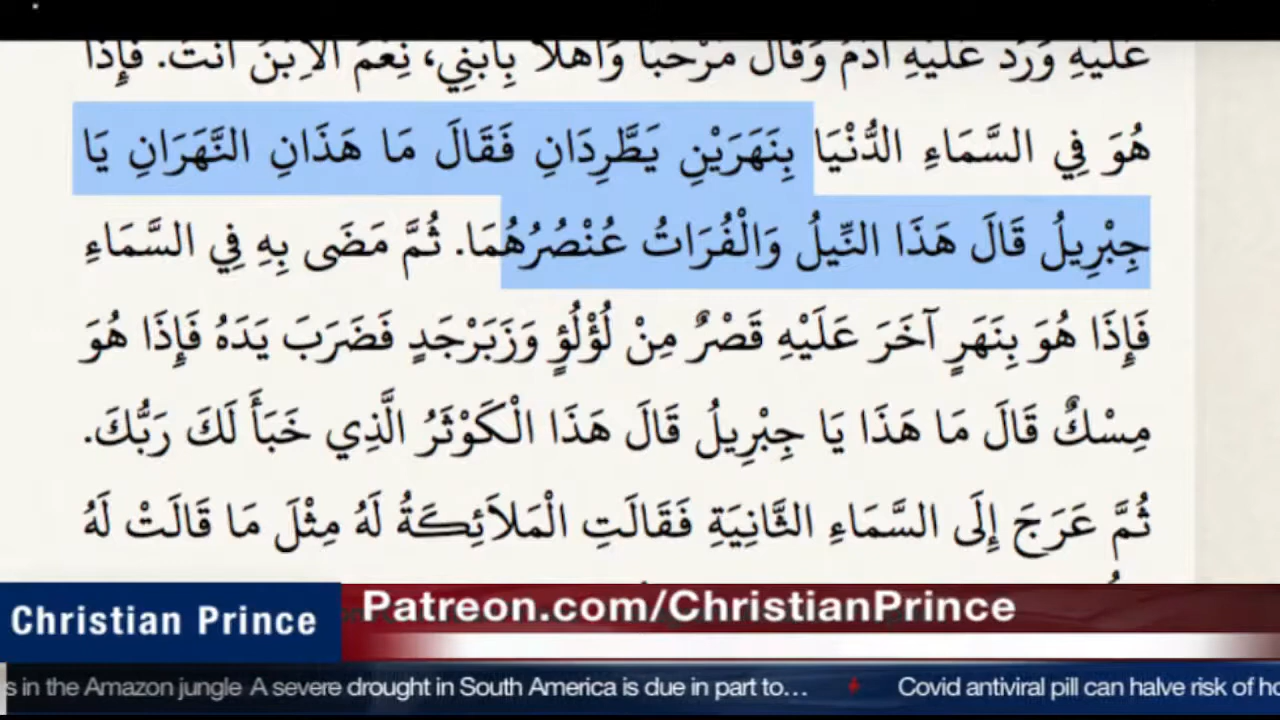 عَلَيْهِ وَرَدَّ عَلَيْهِ آدَمُ وَقَالَ مَرْحَبًا وَأَهْلاً بِابْنِي، نِعْمَ الاِبْنُ أَنْتَ. فَإِذَا
هُوَ فِي السَّمَاءِ الدُّنْيَا بِنَهَرَيْنِ يَطَّرِدَانِ فَقَالَ مَا هَذَانِ النَّهَرَانِ يَا
جِبْرِيلُ قَالَ هَذَا النِّيلُ وَالْفُرَاتُ عُنْصُرُهُمَا. ثُمَّ مَضَى بِهِ فِي السَّمَاءِ
فَإِذَا هُوَ بِنَهَرٍ آخَرَ عَلَيْهِ قَصْرٌ مِنْ لُؤْلُؤٍ وَزَبَرْجَدٍ فَضَرَبَ يَدَهُ فَإِذَا هُوَ
مِسْكٌ قَالَ مَا هَذَا يَا جِبْرِيلُ قَالَ هَذَا الْكَوْثَرُ الَّذِي خَبَأَ لَكَ رَبُّكَ.
ثُمَّ عَرَجَ إِلَى السَّمَاءِ الثَّانِيَةِ فَقَالَتِ الْمَلاَئِكَةُ لَهُ مِثْلَ مَا قَالَتْ لَهُ
Christian Prince
Patreon.com/ChristianPrince
s in the Amazon jungle A severe drought in South America is due in part to… Covid antiviral pill can halve risk of ho